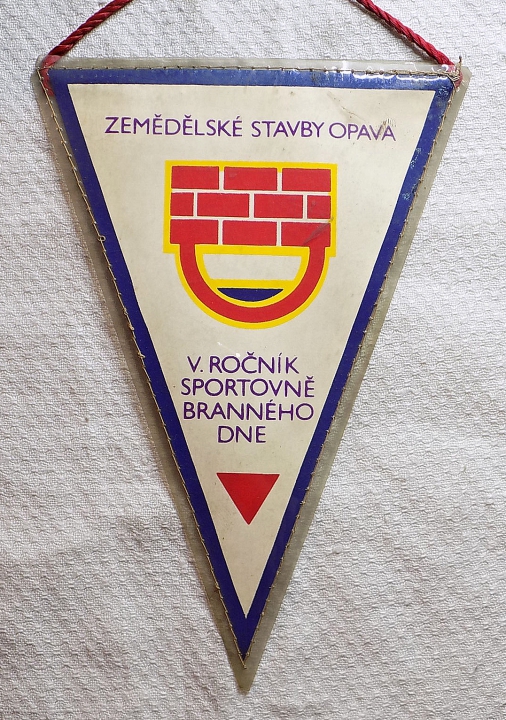 ZEMĚDĚLSKÉ STAVBY OPAVA
V. ROČNÍK
SPORTOVNĚ
BRANNÉHO
DNE